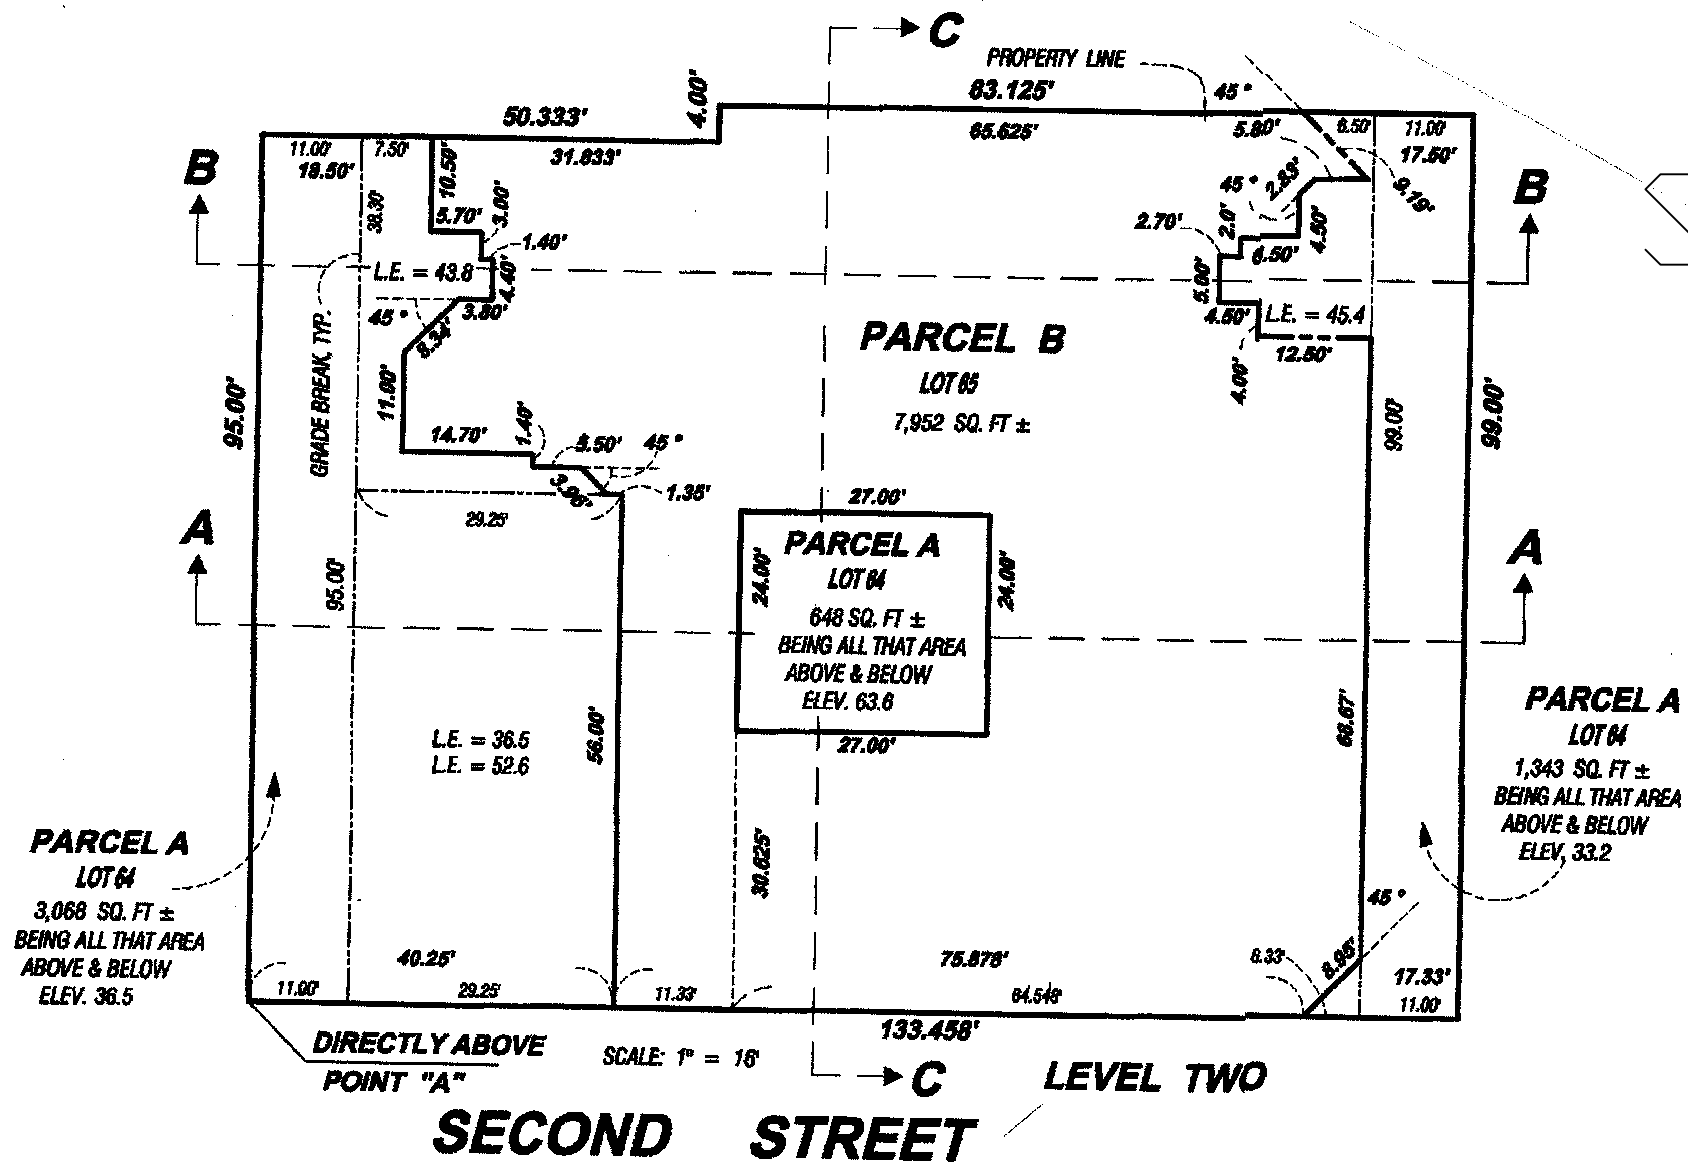 C
PROPERTY LINE
83.125'
45°
50.333'
4.00'
65.625'
5.80'
6.50'
11.00'
17.50'
11.00'
7.50'
18.50'
31.833'
10.50'
B
B
45°
2.83'
9.19'
38.30'
5.70'
3.00'
1.40'
2.70'
2.0'
6.50'
4.50'
L.E. = 43.8
4.40'
5.00'
3.80'
45°
8.34'
4.50'
L.E. = 45.4
12.50'
4.00'
GRADE BREAK, TYP.
PARCEL B
LOT 65
7,952 SQ. FT ±
95.00'
11.00'
99.00'
99.00'
14.70'
1.40'
5.50'
45°
3.96'
1.35'
29.25'
27.00'
A
A
PARCEL A
LOT 64
648 SQ. FT ±
BEING ALL THAT AREA
ABOVE & BELOW
ELEV. 63.6
24.00'
24.00'
27.00'
95.00'
56.00'
68.67'
L.E. = 36.5
L.E. = 52.6
PARCEL A
LOT 64
1,343 SQ. FT ±
BEING ALL THAT AREA
ABOVE & BELOW
ELEV. 33.2
PARCEL A
LOT 64
3,068 SQ. FT ±
BEING ALL THAT AREA
ABOVE & BELOW
ELEV. 36.5
30.625'
45°
40.25'
75.878'
6.33'
8.95'
17.33'
11.00'
29.25'
11.33'
64.548'
11.00'
133.458'
DIRECTLY ABOVE
POINT "A"
SCALE: 1" = 16'
C
LEVEL TWO
SECOND STREET